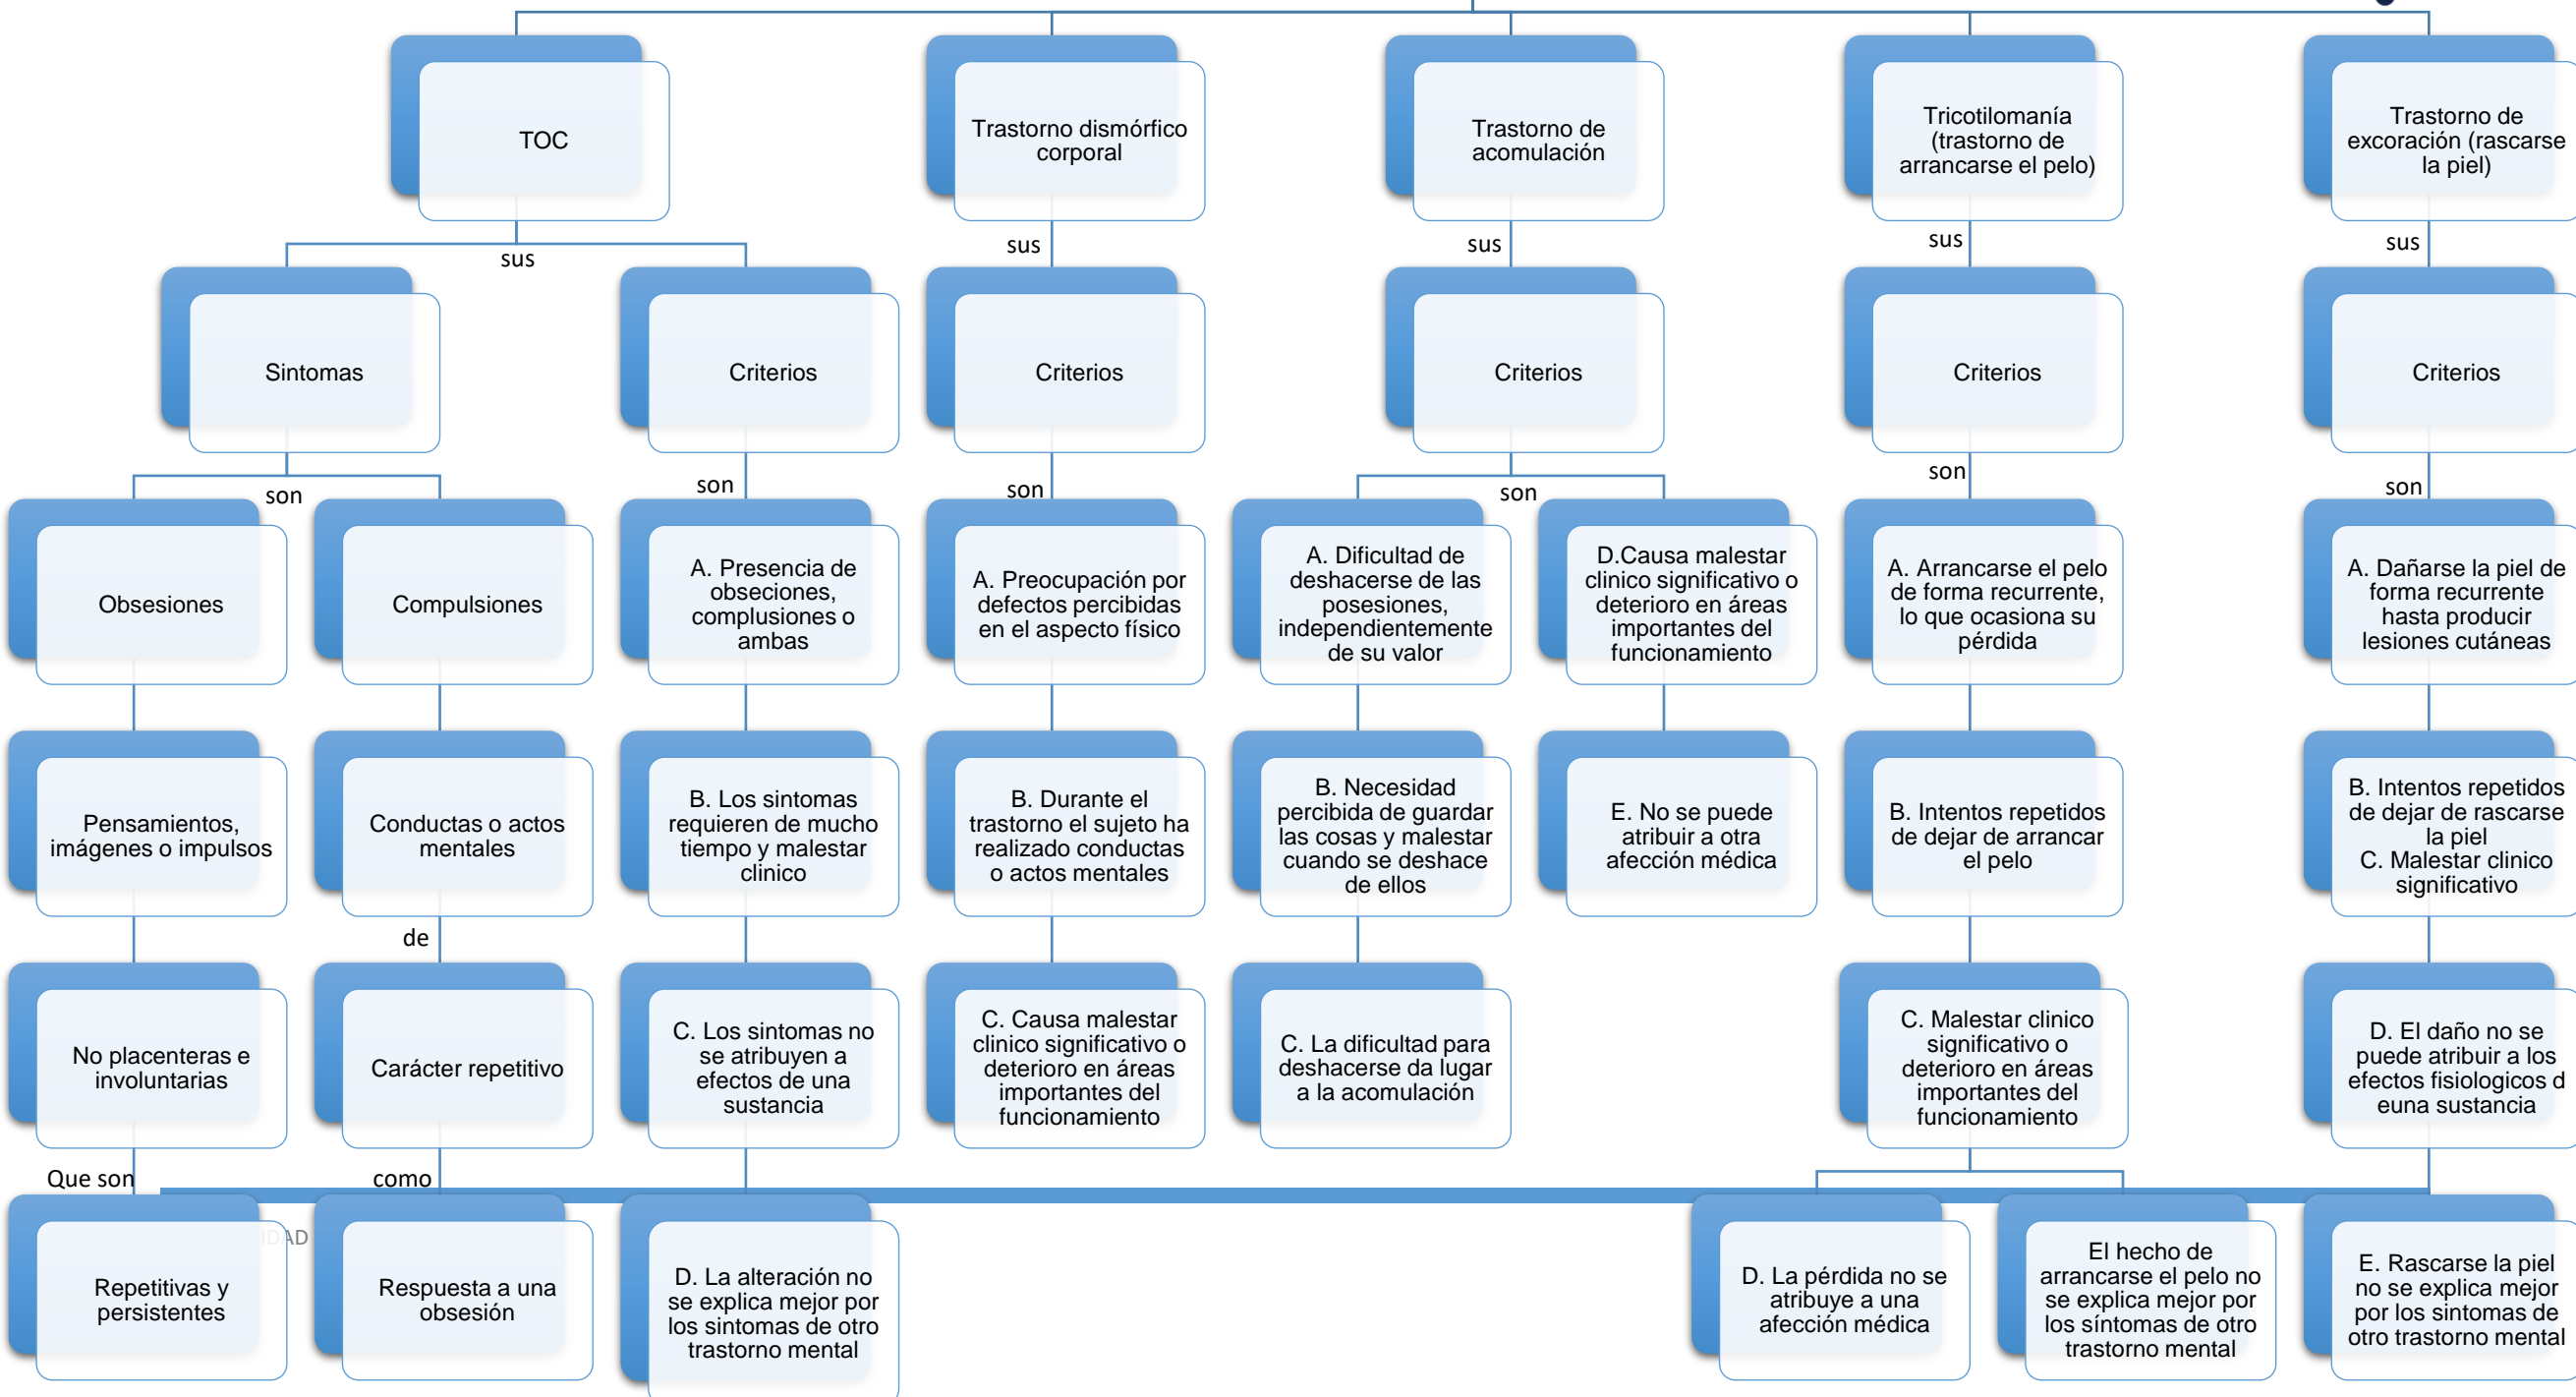 TOC
Trastorno dismórfico
corporal
Trastorno de
acomulación
Tricotilomanía
(trastorno de
arrancarse el pelo)
Trastorno de
excoración (rascarse
la piel)
sus
sus
sus
sus
sus
Sintomas
Criterios
Criterios
Criterios
Criterios
Criterios
son
son
son
son
son
son
Obsesiones
Compulsiones
A. Presencia de
obseciones,
complusiones o
ambas
A. Preocupación por
defectos percibidas
en el aspecto físico
A. Dificultad de
deshacerse de las
posesiones,
independientemente
de su valor
D.Causa malestar
clinico significativo o
deterioro en áreas
importantes del
funcionamiento
A. Arrancarse el pelo
de forma recurrente,
lo que ocasiona su
pérdida
A. Dañarse la piel de
forma recurrente
hasta producir
lesiones cutáneas
Pensamientos,
imágenes o impulsos
Conductas o actos
mentales
B. Los sintomas
requieren de mucho
tiempo y malestar
clinico
B. Durante el
trastorno el sujeto ha
realizado conductas
o actos mentales
B. Necesidad
percibida de guardar
las cosas y malestar
cuando se deshace
de ellos
E. No se puede
atribuir a otra
afección médica
B. Intentos repetidos
de dejar de arrancar
el pelo
B. Intentos repetidos
de dejar de rascarse
la piel
C. Malestar clinico
significativo
de
No placenteras e
involuntarias
Carácter repetitivo
C. Los sintomas no
se atribuyen a
efectos de una
sustancia
C. Causa malestar
clinico significativo o
deterioro en áreas
importantes del
funcionamiento
C. La dificultad para
deshacerse da lugar
a la acomulación
C. Malestar clinico
significativo o
deterioro en áreas
importantes del
funcionamiento
D. El daño no se
puede atribuir a los
efectos fisiologicos d
euna sustancia
Que son
como
Repetitivas y
persistentes
Respuesta a una
obsesión
D. La alteración no
se explica mejor por
los sintomas de otro
trastorno mental
D. La pérdida no se
atribuye a una
afección médica
El hecho de
arrancarse el pelo no
se explica mejor por
los síntomas de otro
trastorno mental
E. Rascarse la piel
no se explica mejor
por los sintomas de
otro trastorno mental